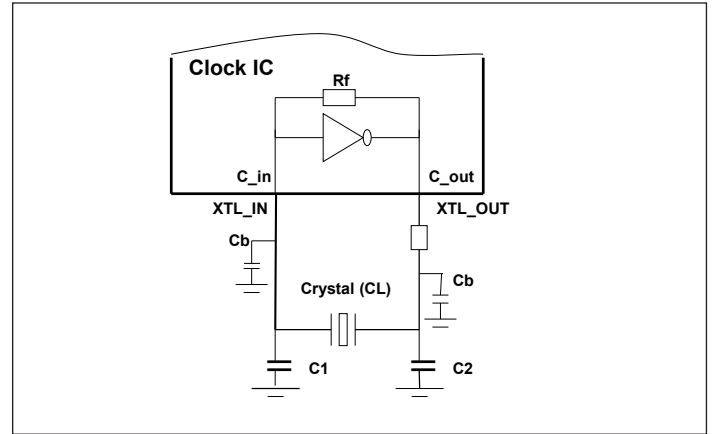 Clock IC
Rf
C_in
C_out
XTL_IN
XTL_OUT
Cb
Cb
Crystal (CL)
C1
C2